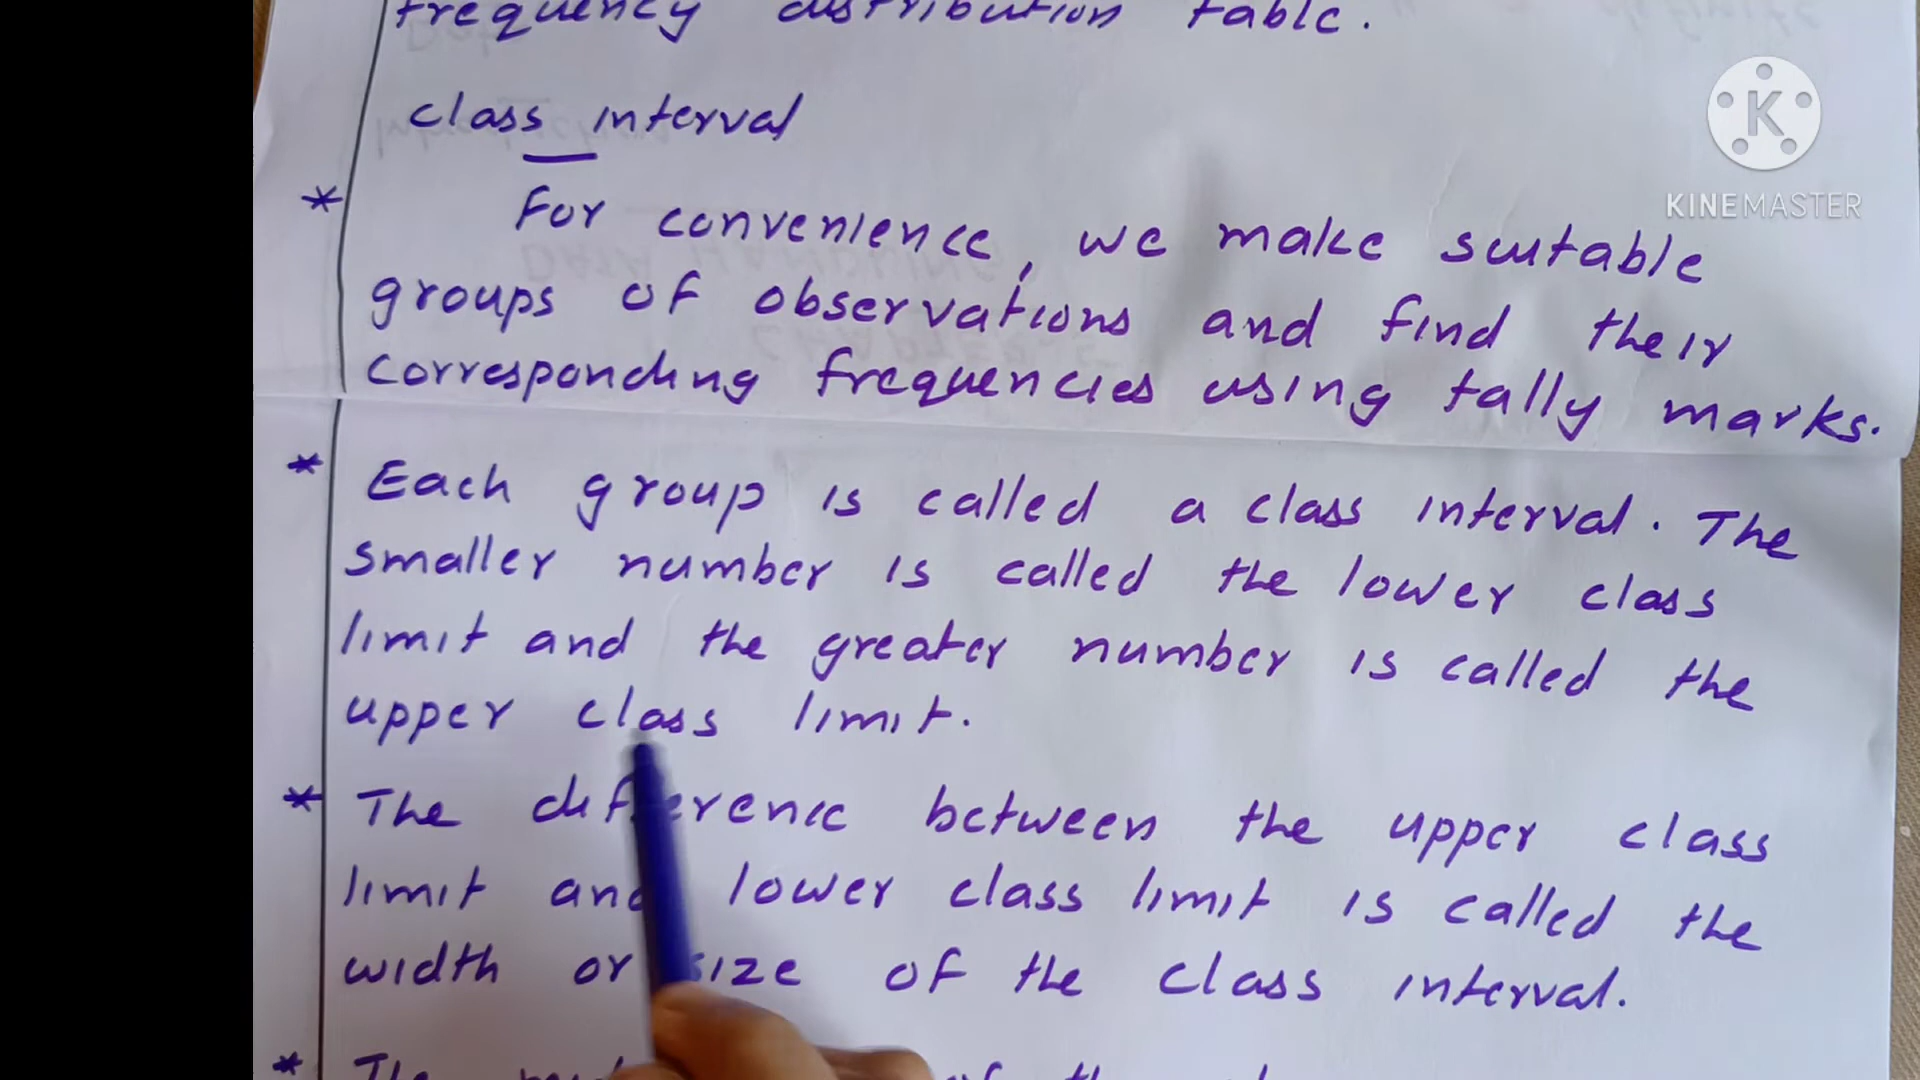 frequency distribution table.
class interval
* For convenience, we make suitable
groups of observations and find their
corresponding frequencies using tally marks.
* Each group is called a class interval. The
smaller number is called the lower class
limit and the greater number is called the
upper class limit.
* The difference between the upper class
limit and lower class limit is called the
width or size of the class interval.
* The of the
K
KINEMASTER